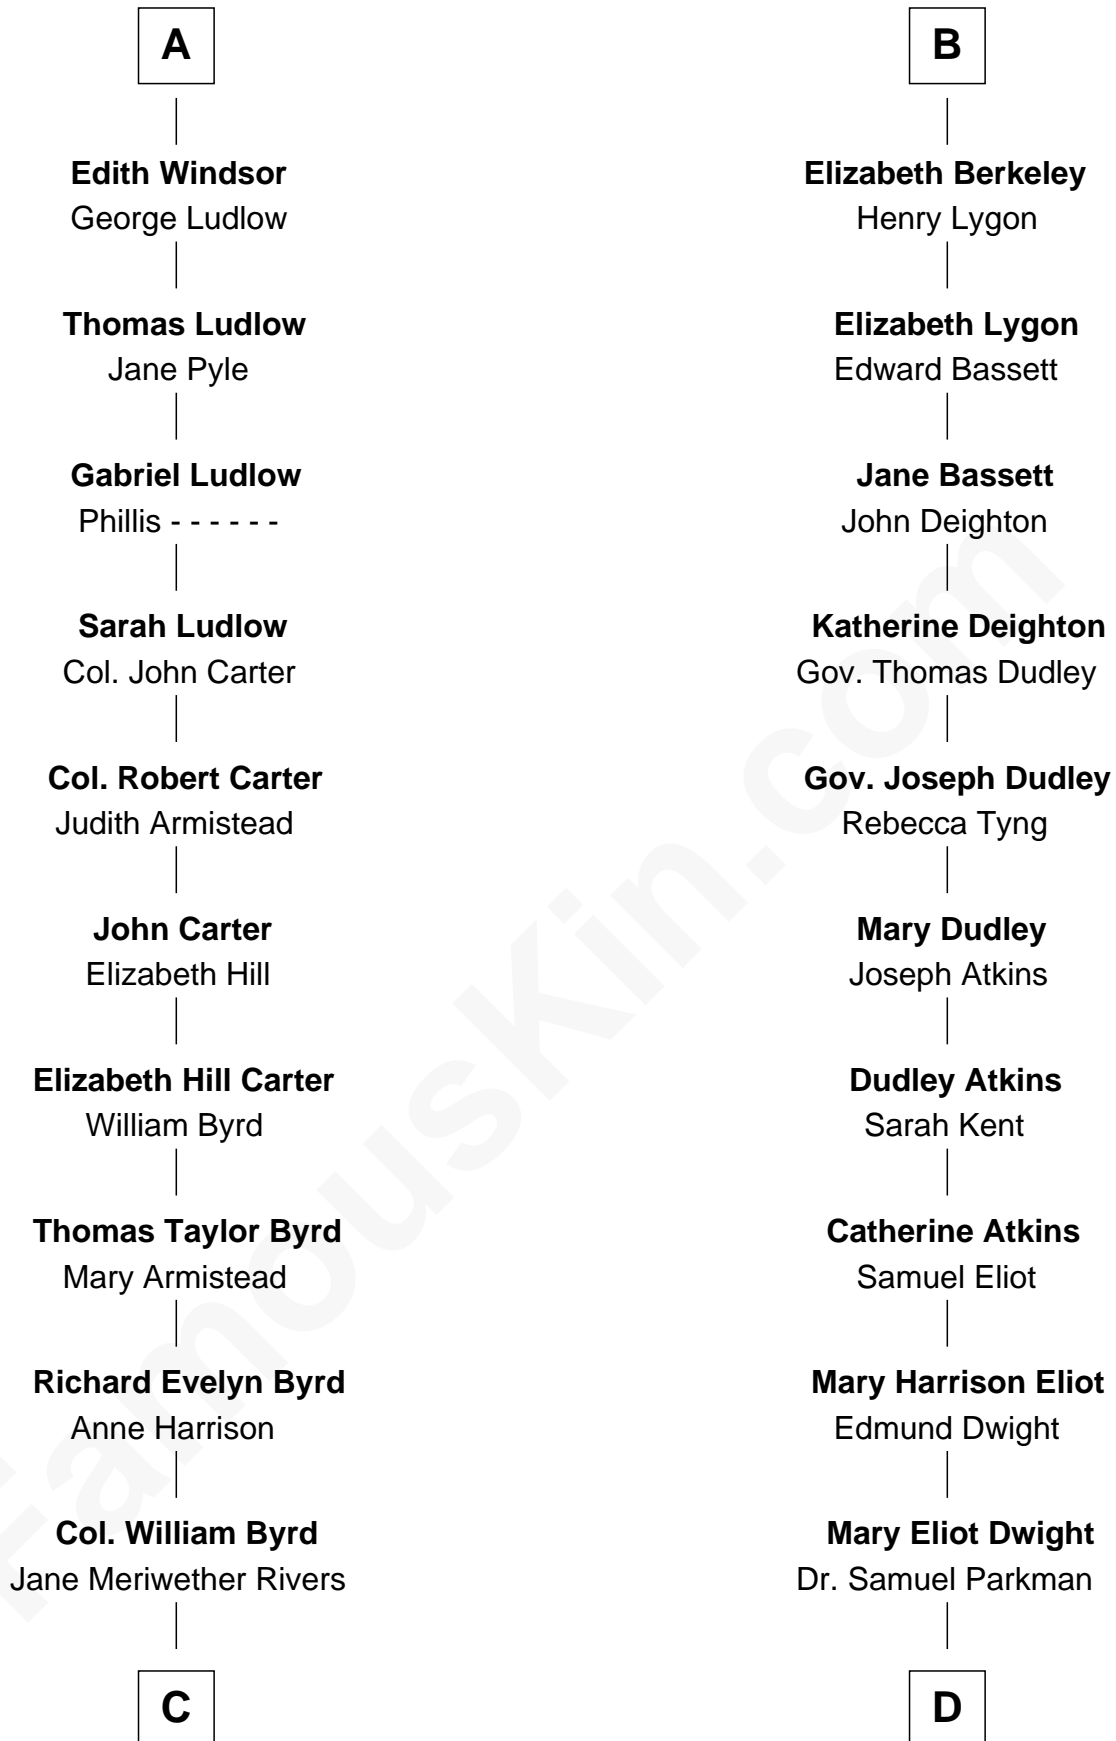 A
Edith Windsor
George Ludlow
Thomas Ludlow
Jane Pyle
Gabriel Ludlow
Phillis - - - - - -
Sarah Ludlow
Col. John Carter
Col. Robert Carter
Judith Armistead
John Carter
Elizabeth Hill
Elizabeth Hill Carter
William Byrd
Thomas Taylor Byrd
Mary Armistead
Richard Evelyn Byrd
Anne Harrison
Col. William Byrd
Jane Meriwether Rivers
C
B
Elizabeth Berkeley
Henry Lygon
Elizabeth Lygon
Edward Bassett
Jane Bassett
John Deighton
Katherine Deighton
Gov. Thomas Dudley
Gov. Joseph Dudley
Rebecca Tyng
Mary Dudley
Joseph Atkins
Dudley Atkins
Sarah Kent
Catherine Atkins
Samuel Eliot
Mary Harrison Eliot
Edmund Dwight
Mary Eliot Dwight
Dr. Samuel Parkman
D
FamousKin.com